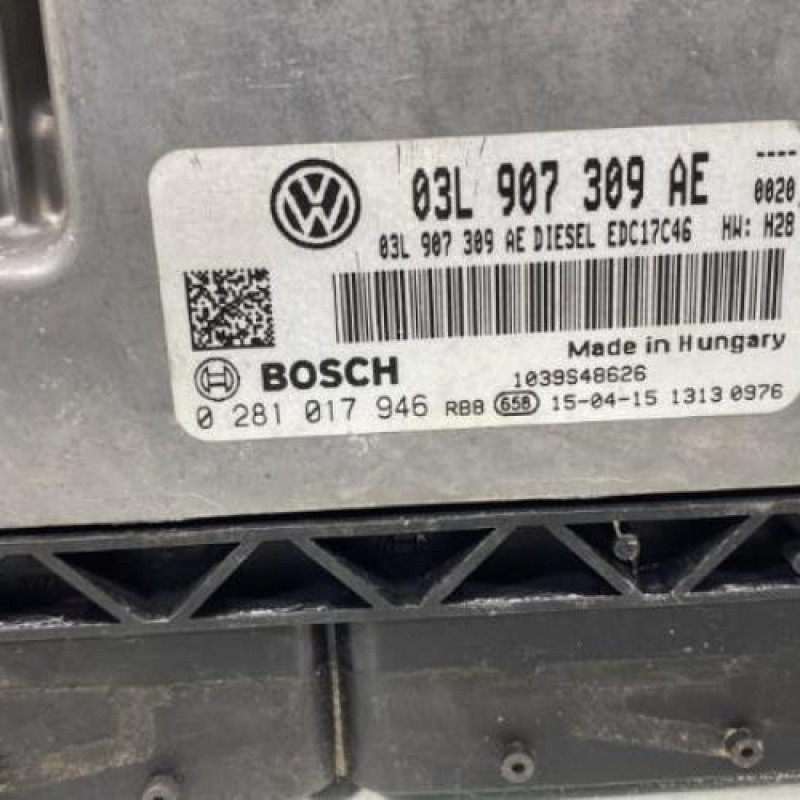 03L 907 309 AE ----
0020
03L 907 309 AE DIESEL EDC17C46 HW: H28
Made in Hungary
BOSCH 1039S48626
0 281 017 946 RBB 658 15-04-15 1313 0976